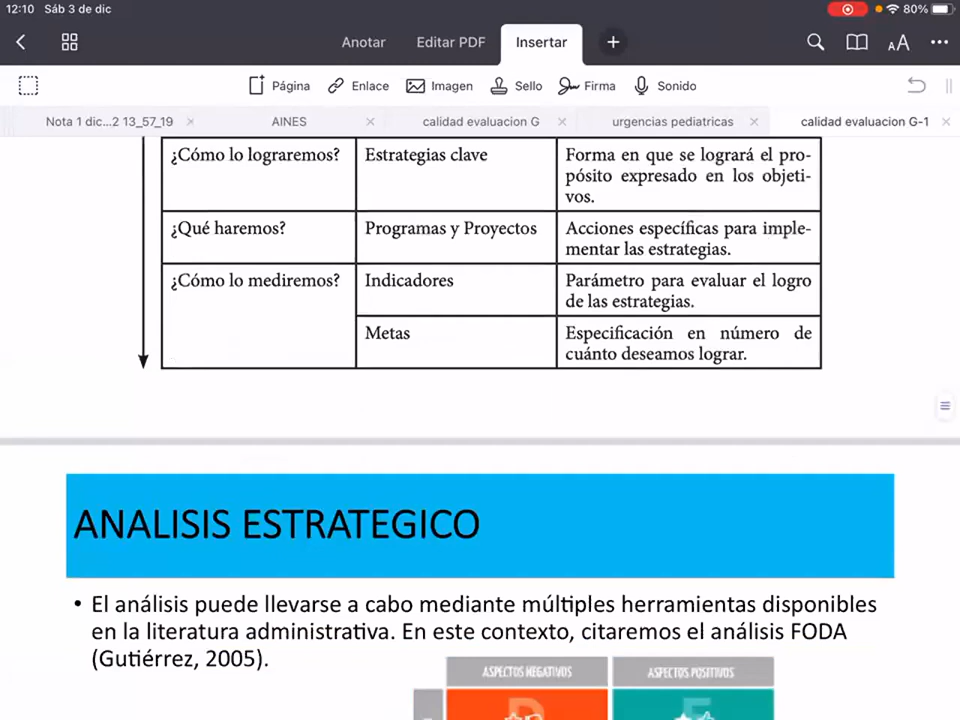 12:10 Sáb 3 de dic 80%
Anotar Editar PDF Insertar
Página Enlace Imagen Sello Firma Sonido
Nota 1 dic...2 13_57_19 AINES calidad evaluacion G urgencias pediatricas calidad evaluacion G-1
¿Cómo lo lograremos? Estrategias clave Forma en que se logrará el pro-
pósito expresado en los objeti-
vos.
¿Qué haremos? Programas y Proyectos Acciones específicas para imple-
mentar las estrategias.
¿Cómo lo mediremos? Indicadores Parámetro para evaluar el logro
de las estrategias.
Metas Especificación en número de
cuánto deseamos lograr.
ANALISIS ESTRATEGICO
• El análisis puede llevarse a cabo mediante múltiples herramientas disponibles
en la literatura administrativa. En este contexto, citaremos el análisis FODA
(Gutiérrez, 2005).
ASPECTOS NEGATIVOS ASPECTOS POSITIVOS